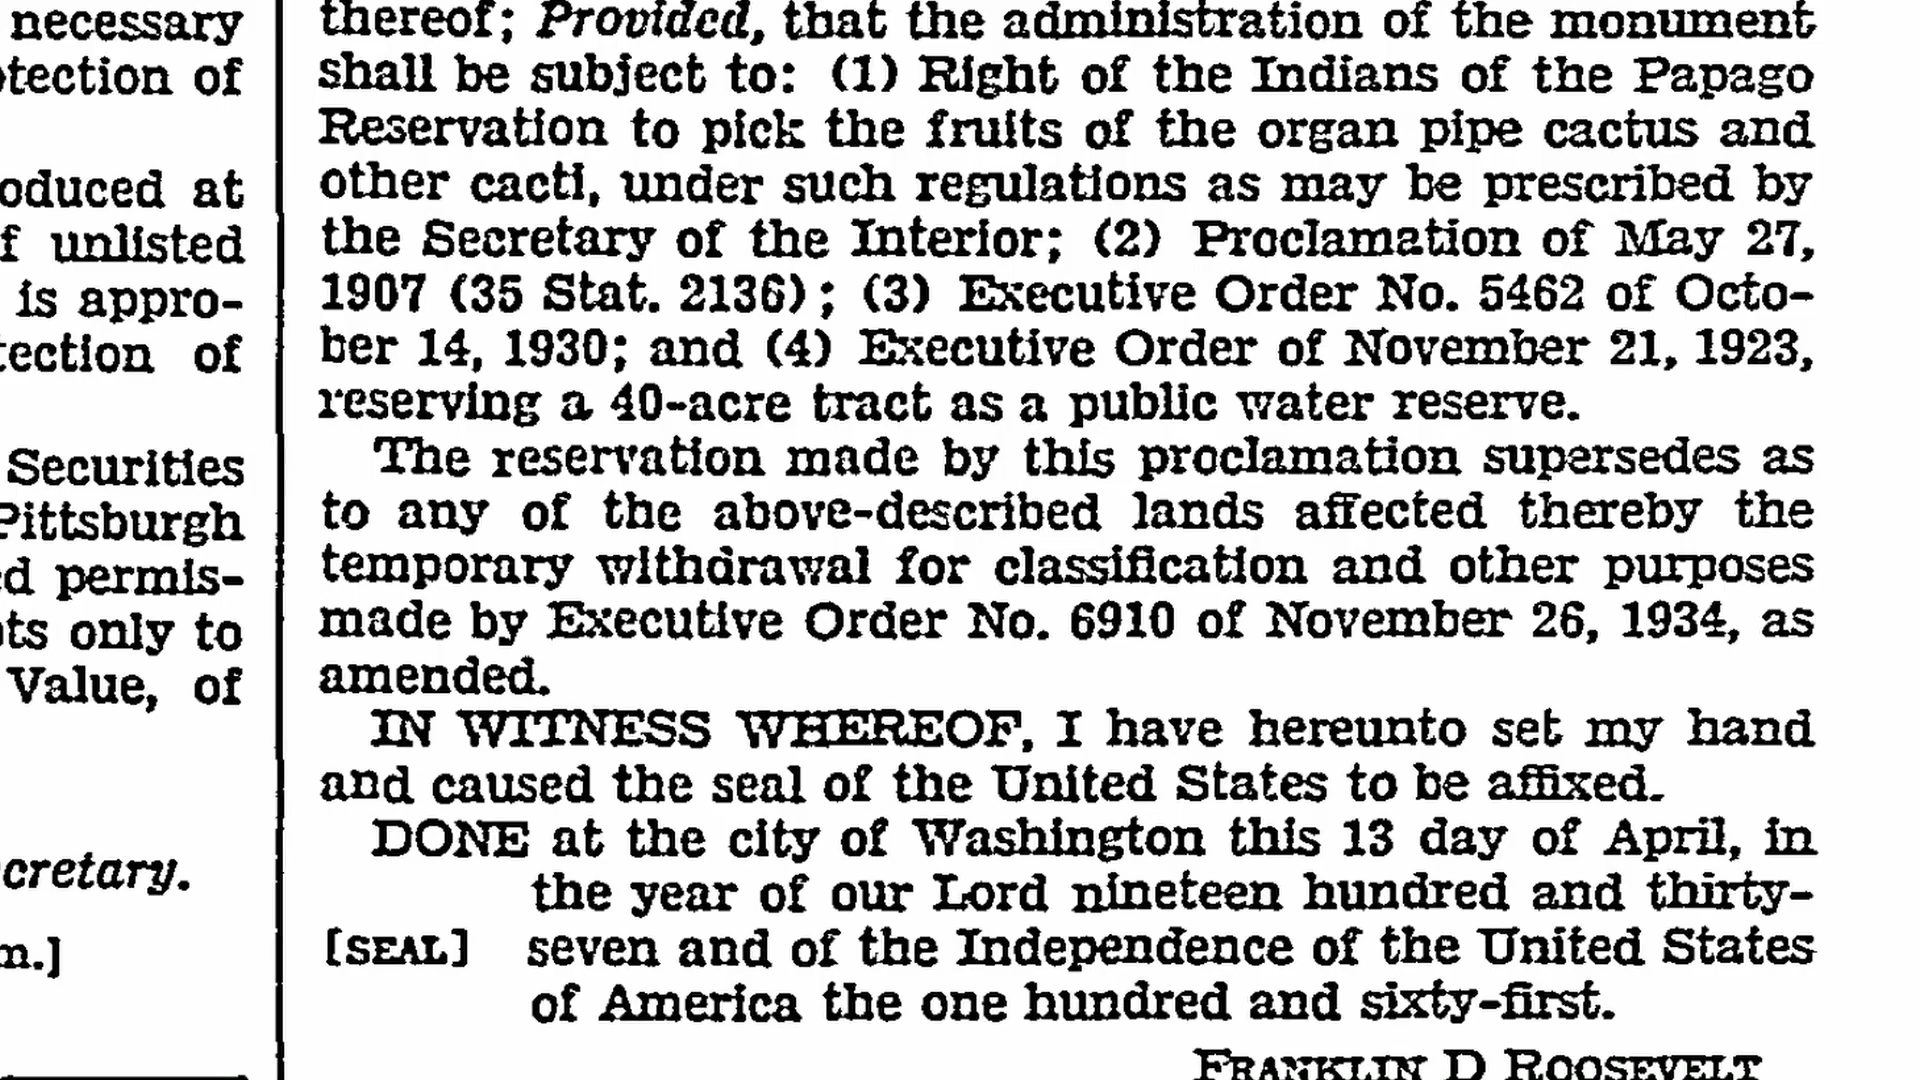 necessary
otection of
oduced at
f unlisted
is appro-
tection of
Securities
Pittsburgh
ed permis-
nts only to
Value, of
cretary.
m.]
thereof; Provided, that the administration of the monument
shall be subject to: (1) Right of the Indians of the Papago
Reservation to pick the fruits of the organ pipe cactus and
other cacti, under such regulations as may be prescribed by
the Secretary of the Interior; (2) Proclamation of May 27,
1907 (35 Stat. 2136); (3) Executive Order No. 5462 of Octo-
ber 14, 1930; and (4) Executive Order of November 21, 1923,
reserving a 40-acre tract as a public water reserve.
The reservation made by this proclamation supersedes as
to any of the above-described lands affected thereby the
temporary withdrawal for classification and other purposes
made by Executive Order No. 6910 of November 26, 1934, as
amended.
IN WITNESS WHEREOF, I have hereunto set my hand
and caused the seal of the United States to be affixed.
DONE at the city of Washington this 13 day of April, in
the year of our Lord nineteen hundred and thirty-
[SEAL] seven and of the Independence of the United States
of America the one hundred and sixty-first.
FRANKLIN D ROOSEVELT